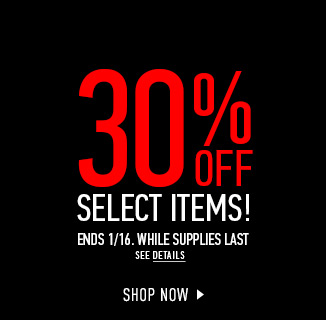 30% OFF
SELECT ITEMS!
ENDS 1/16. WHILE SUPPLIES LAST
SEE DETAILS
SHOP NOW